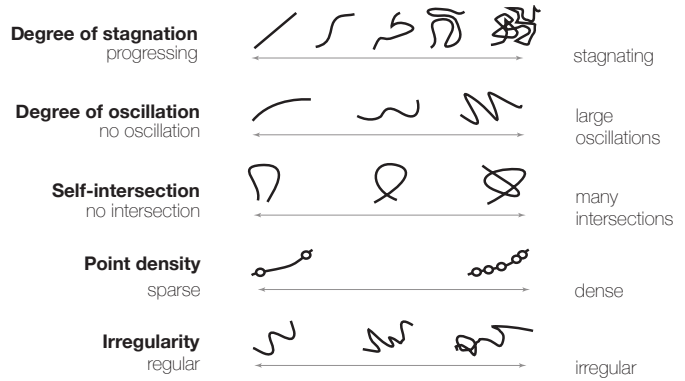 Degree of stagnation
progressing
stagnating
Degree of oscillation
no oscillation
large
oscillations
Self-intersection
no intersection
many
intersections
Point density
sparse
dense
Irregularity
regular
irregular